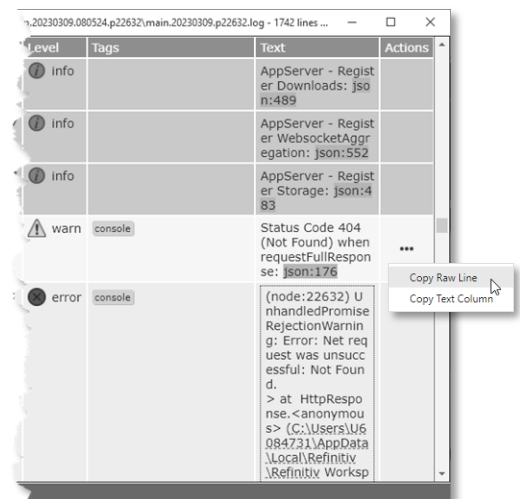 .20230309.080524.p22632\main.20230309.p22632.log - 1742 lines ...
Level Tags Text Actions
info
AppServer - Regist
er Downloads: jso
n:489
info
AppServer - Regist
er WebsocketAggr
egation: json:552
info
AppServer - Regist
er Storage: json:4
83
warn console
Status Code 404
(Not Found) when
requestFullRespon
se: json:176
Copy Raw Line
Copy Text Column
error console
(node:22632) U
nhandledPromise
RejectionWarnin
g: Error: Net req
uest was unsucc
essful: Not Foun
d.
> at HttpRespo
nse.<anonymou
s> (C:\Users\U6
084731\AppData
\Local\Refinitiv
\Refinitiv Worksp